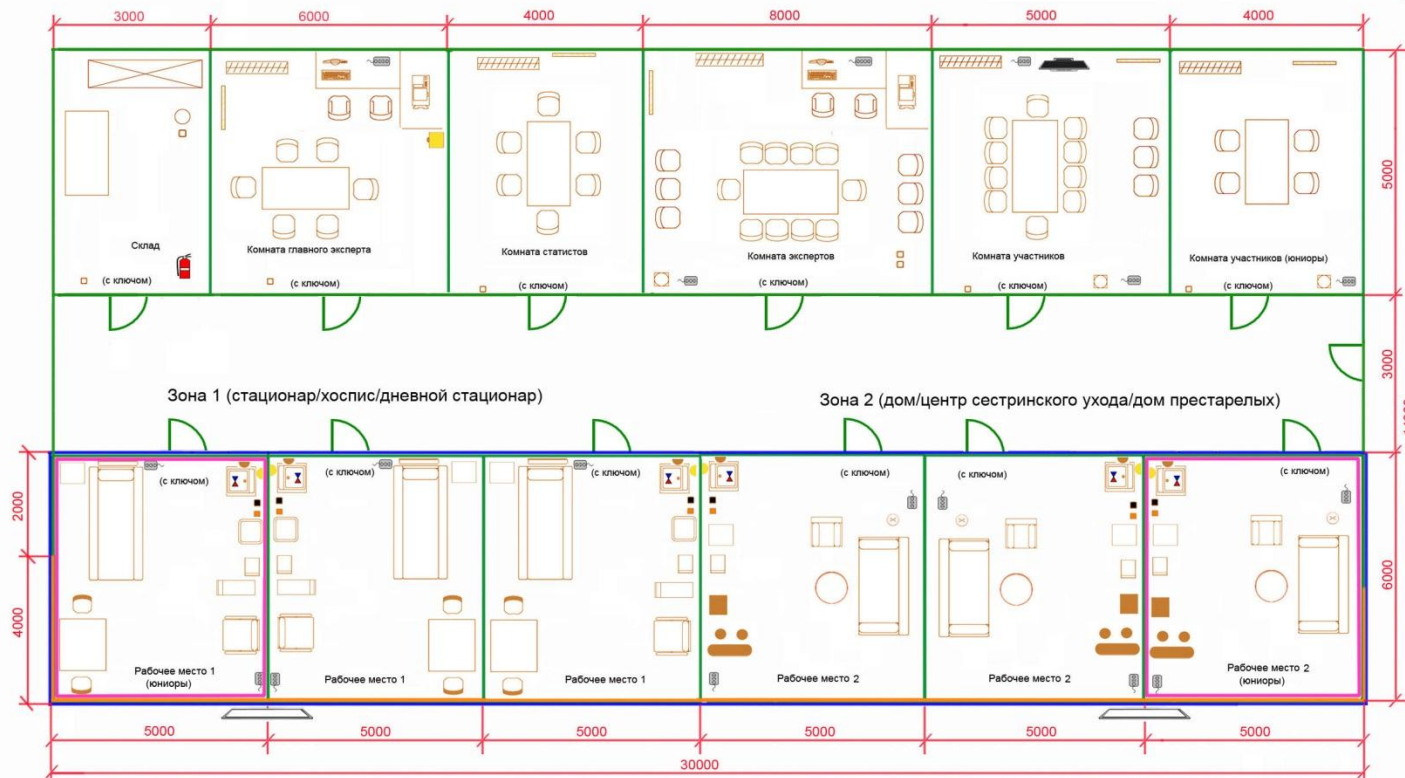 3000
6000
4000
8000
5000
4000
Склад
Комната главного эксперта
Комната статистов
Комната экспертов
Комната участников
Комната участников (юниоры)
(с ключом)
(с ключом)
(с ключом)
(с ключом)
(с ключом)
(с ключом)
5000
3000
Зона 1 (стационар/хоспис/дневной стационар)
Зона 2 (дом/центр сестринского ухода/дом престарелых)
(с ключом)
(с ключом)
(с ключом)
(с ключом)
(с ключом)
(с ключом)
2000
4000
6000
Рабочее место 1
(юниоры)
Рабочее место 1
Рабочее место 1
Рабочее место 2
Рабочее место 2
Рабочее место 2
(юниоры)
5000
5000
5000
5000
5000
5000
30000